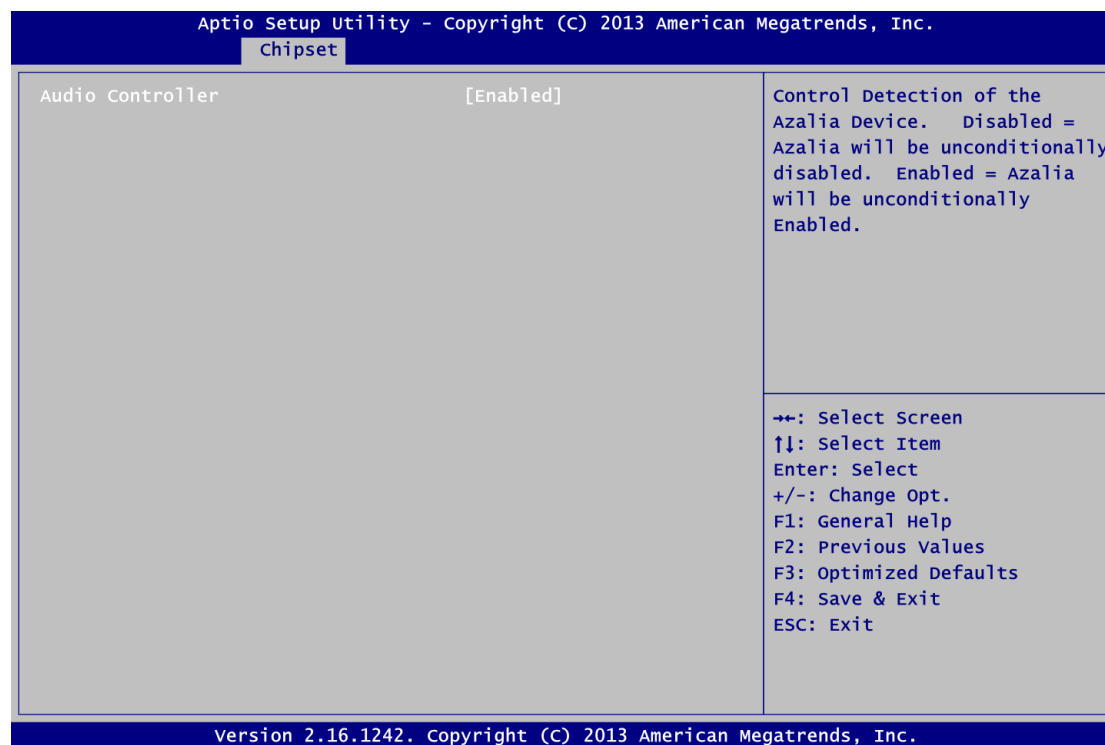 Aptio Setup Utility – Copyright (C) 2013 American Megatrends, Inc.
Chipset
Audio Controller [Enabled]
Control Detection of the
Azalia Device. Disabled =
Azalia will be unconditionally
disabled. Enabled = Azalia
will be unconditionally
Enabled.
→←: Select Screen
↑↓: Select Item
Enter: Select
+/-: Change Opt.
F1: General Help
F2: Previous Values
F3: Optimized Defaults
F4: Save & Exit
ESC: Exit
Version 2.16.1242. Copyright (C) 2013 American Megatrends, Inc.